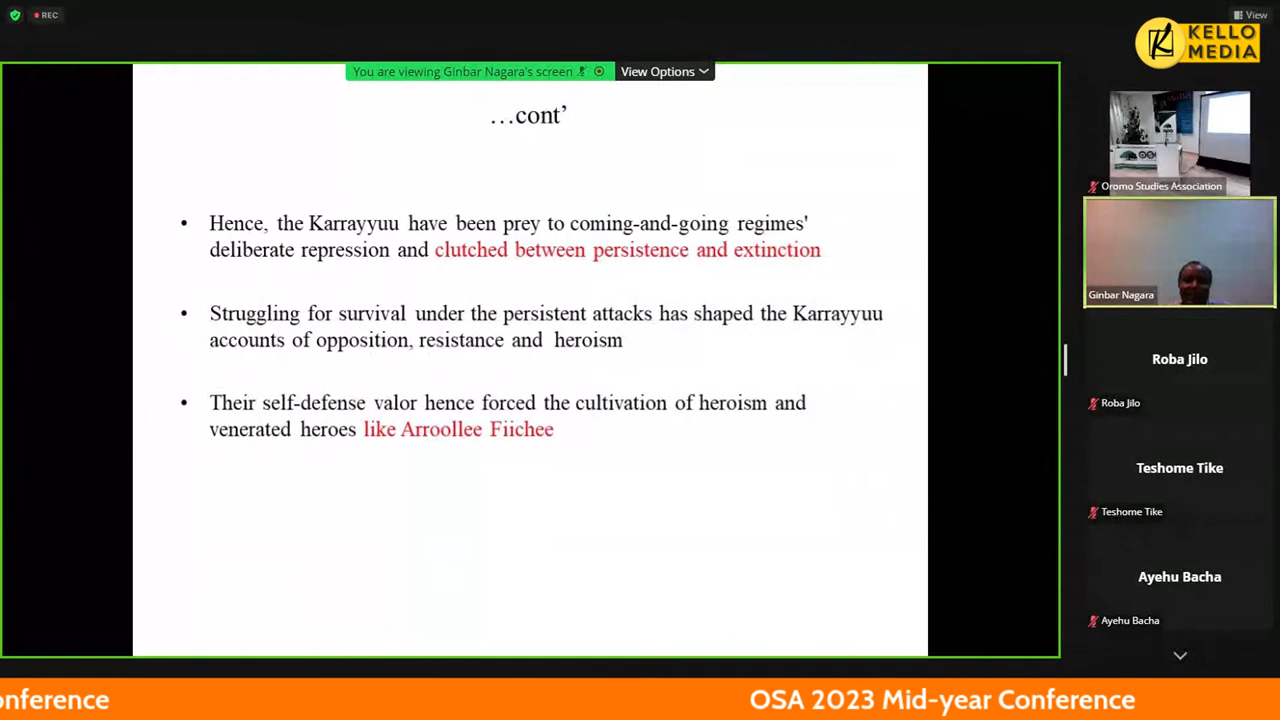 REC
View
KELLO
MEDIA
You are viewing Ginbar Nagara's screen
View Options
…cont’
• Hence, the Karrayyuu have been prey to coming-and-going regimes'
deliberate repression and clutched between persistence and extinction
• Struggling for survival under the persistent attacks has shaped the Karrayyuu
accounts of opposition, resistance and heroism
• Their self-defense valor hence forced the cultivation of heroism and
venerated heroes like Arroollee Fiichee
Oromo Studies Association
Ginbar Nagara
Roba Jilo
Roba Jilo
Teshome Tike
Teshome Tike
Ayehu Bacha
Ayehu Bacha
onference
OSA 2023 Mid-year Conference